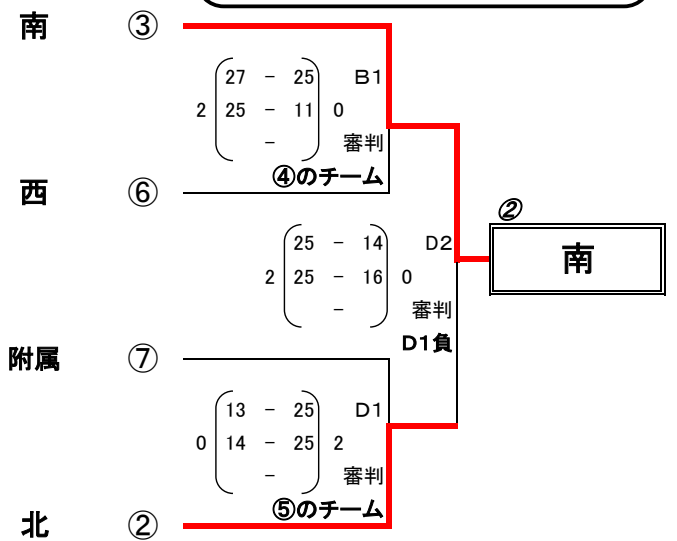 南 ③
27 - 25 B1
2 25 - 11 0
- 審判
④のチーム
西 ⑥
②
南
25 - 14 D2
2 25 - 16 0
- 審判
D1負
附属 ⑦
13 - 25 D1
0 14 - 25 2
- 審判
⑤のチーム
北 ②